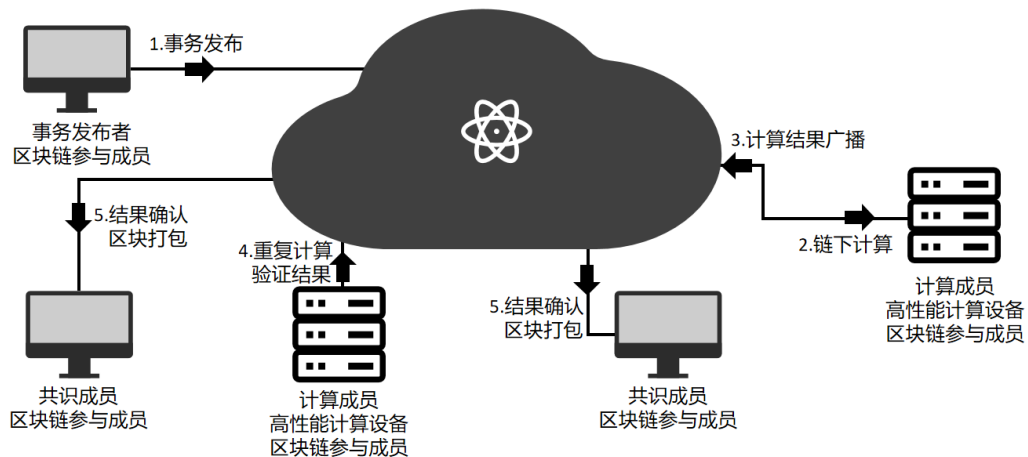 1.事务发布
事务发布者
区块链参与成员
3.计算结果广播
2.链下计算
计算成员
高性能计算设备
区块链参与成员
5.结果确认
区块打包
4.重复计算
验证结果
5.结果确认
区块打包
共识成员
区块链参与成员
计算成员
高性能计算设备
区块链参与成员
共识成员
区块链参与成员